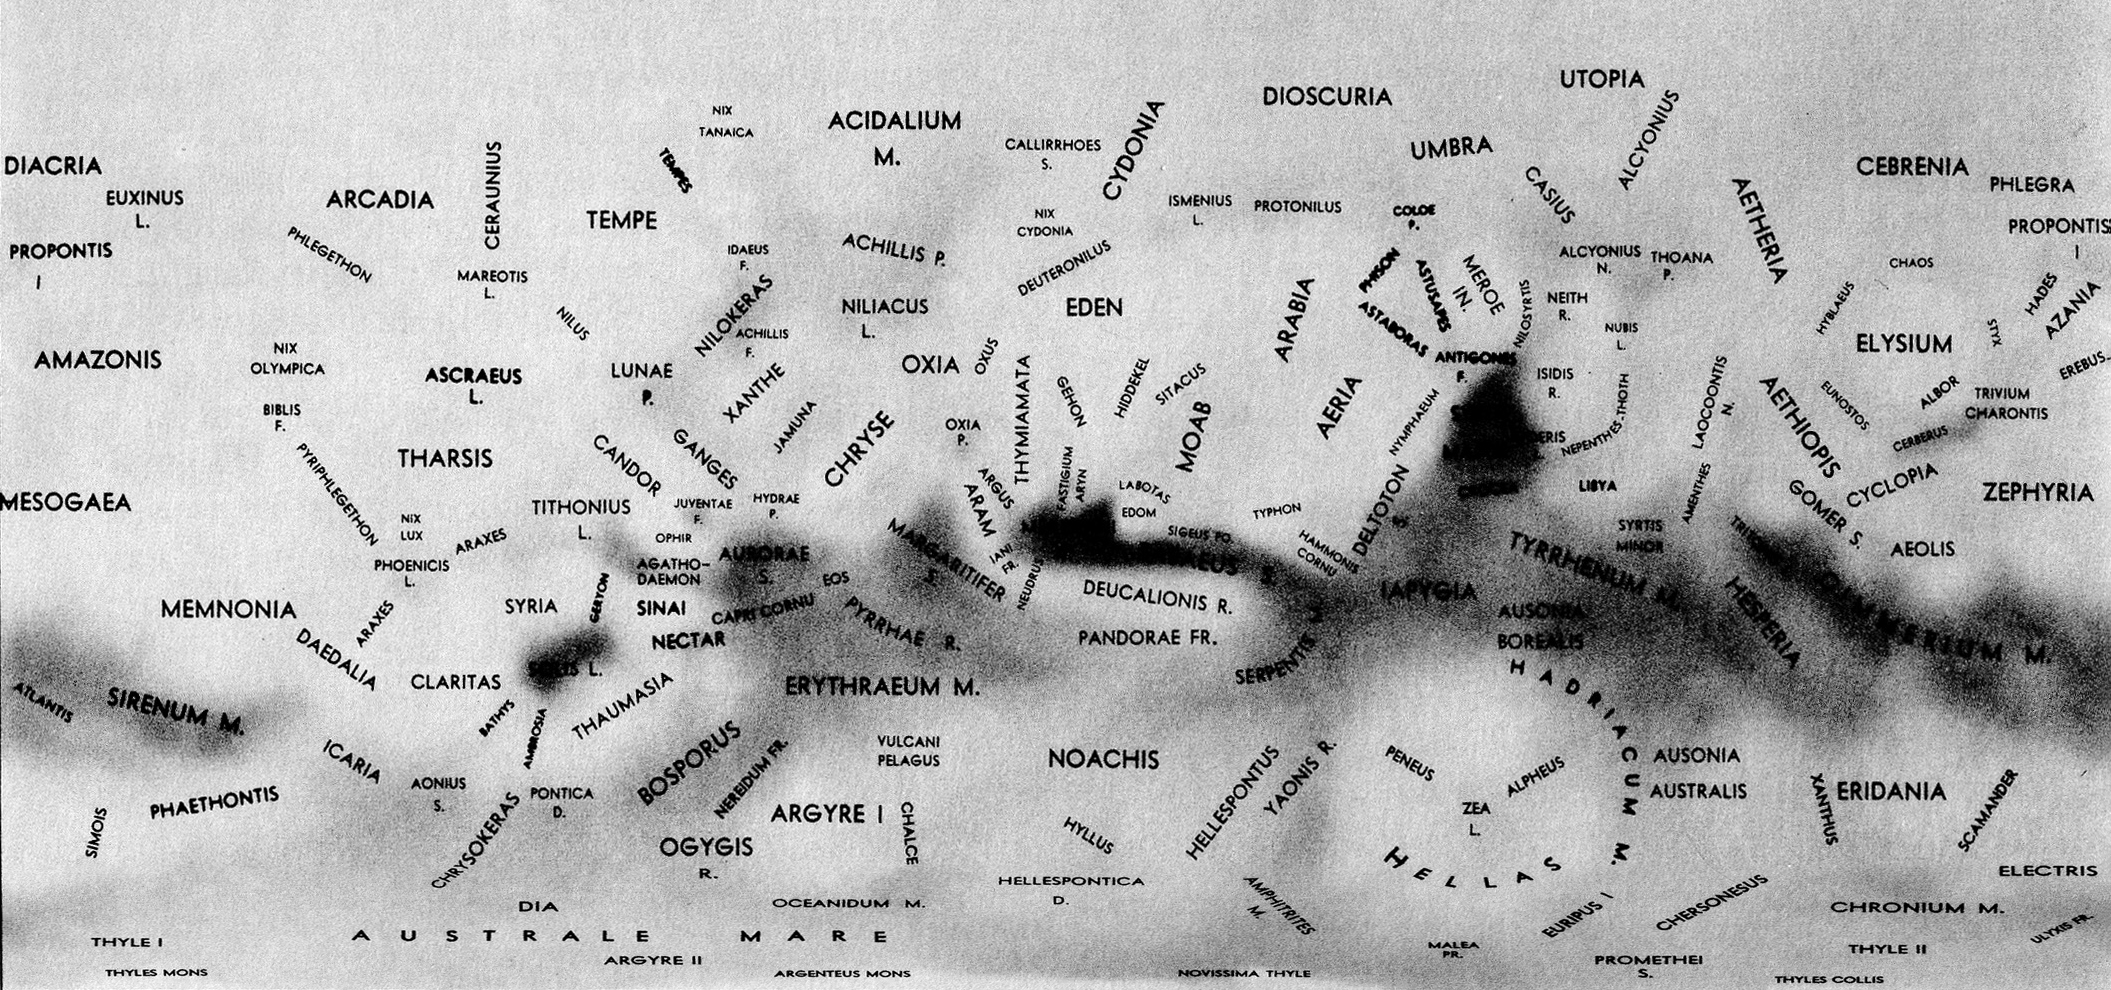 UTOPIA
DIOSCURIA
ALCYONIUS
NIX
TANAICA
ACIDALIUM
M.
CYDONIA
CALLIRRHOES
S.
UMBRA
DIACRIA
EUXINUS
L.
ARCADIA
CERAUNIUS
TEMPES
TEMPE
ISMENIUS
L.
PROTONILUS
COLOE
P.
CASIUS
AETHERIA
CEBRENIA
PHLEGRA
PROPONTIS
I
PROPONTIS
I
PHLEGETHON
MAREOTIS
L.
IDAEUS
F.
ACHILLIS P.
NIX
CYDONIA
DEUTERONILUS
PHISON
ASTUSAPES
MEROE
IN.
ALCYONIUS
N.
THOANA
P.
CHAOS
NILUS
NILOKERAS
ACHILLIS
F.
NILIACUS
L.
EDEN
ARABIA
ASTABORAS
NILOSYRTIS
NEITH
R.
NUBIS
L.
HYBLAEUS
HADES
AZANIA
STYX
ELYSIUM
EREBUS
AMAZONIS
NIX
OLYMPICA
ASCRAEUS
L.
LUNAE
P.
XANTHE
OXIA
OXUS
THYMIAMATA
GEHON
HIDDEKEL
SITACUS
AERIA
ANTIGONES
F.
ISIDIS
R.
NEPENTHES-THOTH
LAOCOONTIS
N.
AETHIOPIS
EUNOSTOS
ALBOR
TRIVIUM
CHARONTIS
BIBLIS
F.
PYRIPHLEGETHON
THARSIS
CANDOR
GANGES
JAMUNA
CHRYSE
OXIA
P.
MOAB
NYMPHAEUM
CERBERUS
CYCLOPIA
MESOGAEA
NIX
LUX
ARAXES
TITHONIUS
L.
JUVENTAE
F.
HYDRAE
P.
ARGUS
ARAM
FASTIGIUM
ARYN
LABOTAS
EDOM
TYPHON
DELTOTON
LIBYA
AMENTHES
GOMER S.
ZEPHYRIA
PHOENICIS
L.
OPHIR
AGATHO-
DAEMON
AURORAE
S.
EOS
MARGARITIFER
S.
IANI
FR.
NEUDRUS
SIGEUS PO.
HAMMONIS
CORNU
SYRTIS
MINOR
TYRRHENUM M.
AEOLIS
MEMNONIA
ARAXES
DAEDALIA
SYRIA
GERYON
SINAI
CAPRI CORNU
NECTAR
PYRRHAE R.
DEUCALIONIS R.
PANDORAE FR.
IAPYGIA
AUSONIA
BOREALIS
HESPERIA
CIMMERIUM M.
ATLANTIS
SIRENUM M.
CLARITAS
BATHYS
AMBROSIA
THAUMASIA
ERYTHRAEUM M.
SERPENTIS
HADRIACUM M.
ICARIA
AONIUS
S.
PONTICA
D.
BOSPORUS
NEREIDUM FR.
VULCANI
PELAGUS
NOACHIS
HELLESPONTUS
YAONIS R.
PENEUS
ALPHEUS
ZEA
L.
AUSONIA
AUSTRALIS
XANTHUS
ERIDANIA
SCAMANDER
SIMOIS
PHAETHONTIS
CHRYSOKERAS
OGYGIS
R.
ARGYRE I
CHALCE
HYLLUS
HELLAS
ELECTRIS
DIA
OCEANIDUM M.
HELLESPONTICA
D.
AMPHITRITES
M.
EURIPUS I
CHERSONESUS
CHRONIUM M.
ULYXIS FR.
THYLE I
AUSTRALE MARE
ARGYRE II
MALEA
PR.
PROMETHEI
S.
THYLE II
THYLES MONS
ARGENTEUS MONS
NOVISSIMA THYLE
THYLES COLLIS